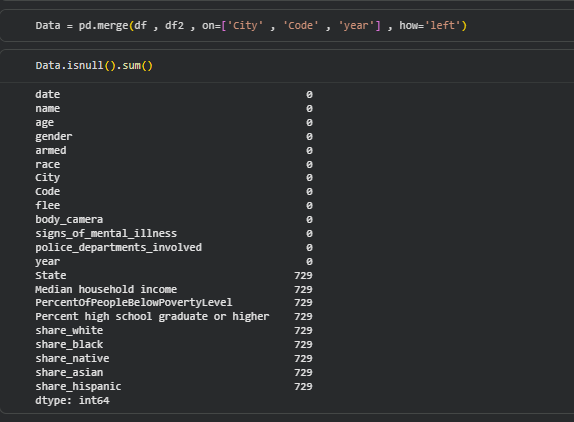 Data = pd.merge(df , df2 , on=['City' , 'Code' , 'year'] , how='left')
Data.isnull().sum()
date 0
name 0
age 0
gender 0
armed 0
race 0
City 0
Code 0
flee 0
body_camera 0
signs_of_mental_illness 0
police_departments_involved 0
year 0
State 729
Median household income 729
PercentOfPeopleBelowPovertyLevel 729
Percent high school graduate or higher 729
share_white 729
share_black 729
share_native 729
share_asian 729
share_hispanic 729
dtype: int64